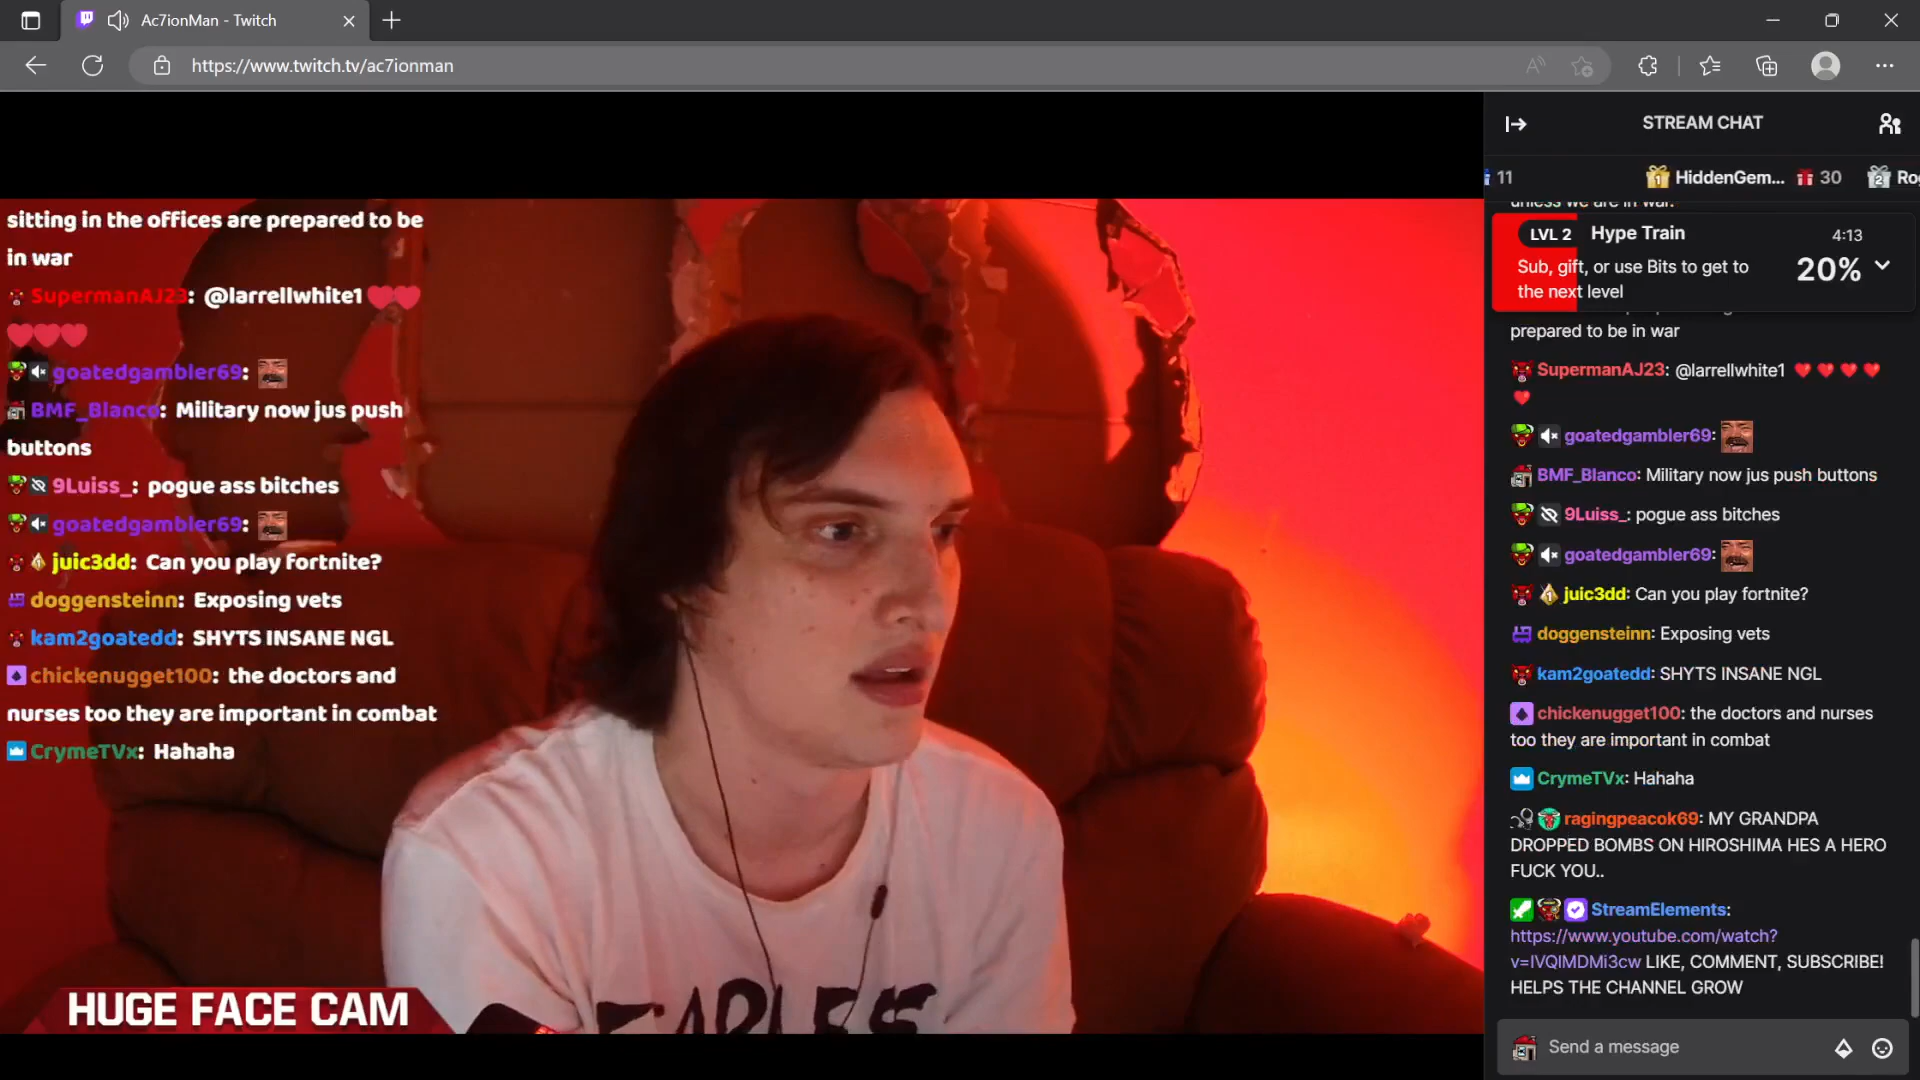 Ac7ionMan - Twitch
https://www.twitch.tv/ac7ionman
sitting in the offices are prepared to be
in war
SupermanAJ23: @larrellwhite1
goatedgambler69:
BMF_Blanco: Military now jus push
buttons
9Luiss_: pogue ass bitches
goatedgambler69:
juic3dd: Can you play fortnite?
doggensteinn: Exposing vets
kam2goatedd: SHYTS INSANE NGL
chickenugget100: the doctors and
nurses too they are important in combat
CrymeTVx: Hahaha
HUGE FACE CAM
STREAM CHAT
11 HiddenGem... 30
unless we are in war.
LVL 2 Hype Train 4:13
Sub, gift, or use Bits to get to
the next level
20%
prepared to be in war
SupermanAJ23: @larrellwhite1
goatedgambler69:
BMF_Blanco: Military now jus push buttons
9Luiss_: pogue ass bitches
goatedgambler69:
juic3dd: Can you play fortnite?
doggensteinn: Exposing vets
kam2goatedd: SHYTS INSANE NGL
chickenugget100: the doctors and nurses
too they are important in combat
CrymeTVx: Hahaha
ragingpeacok69: MY GRANDPA
DROPPED BOMBS ON HIROSHIMA HES A HERO
FUCK YOU..
StreamElements:
https://www.youtube.com/watch?
v=IVQIMDMi3cw LIKE, COMMENT, SUBSCRIBE!
HELPS THE CHANNEL GROW
Send a message